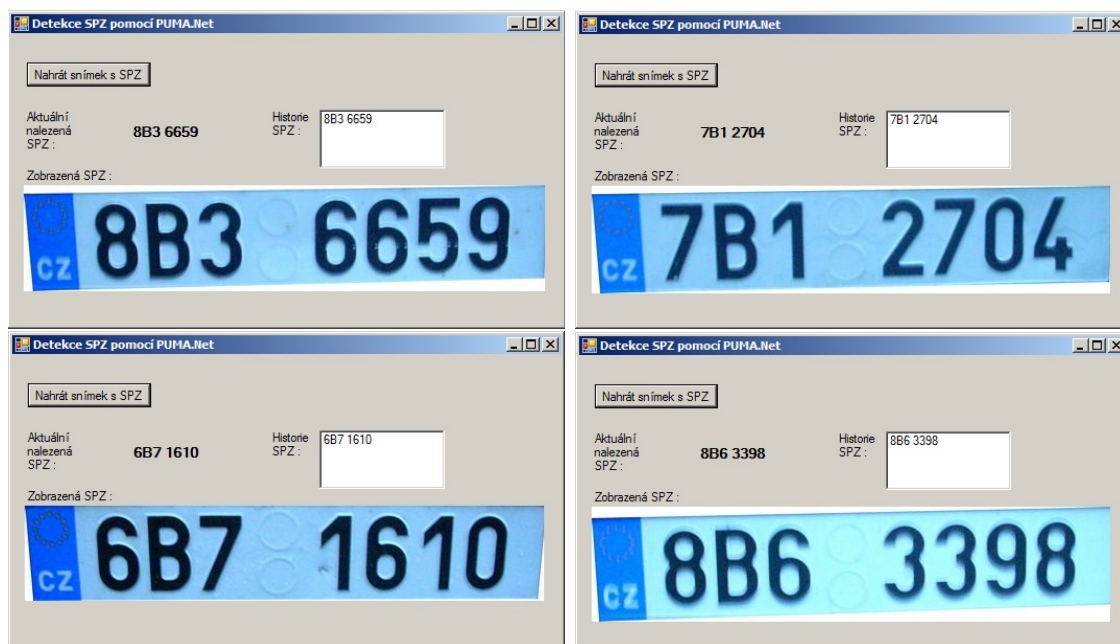 Detekce SPZ pomocí PUMA.Net
Nahrát snímek s SPZ
Aktuální
nalezená
SPZ :
8B3 6659
Historie
SPZ :
8B3 6659
Zobrazená SPZ :
CZ 8B3 6659
Detekce SPZ pomocí PUMA.Net
Nahrát snímek s SPZ
Aktuální
nalezená
SPZ :
7B1 2704
Historie
SPZ :
7B1 2704
Zobrazená SPZ :
CZ 7B1 2704
Detekce SPZ pomocí PUMA.Net
Nahrát snímek s SPZ
Aktuální
nalezená
SPZ :
6B7 1610
Historie
SPZ :
6B7 1610
Zobrazená SPZ :
CZ 6B7 1610
Detekce SPZ pomocí PUMA.Net
Nahrát snímek s SPZ
Aktuální
nalezená
SPZ :
8B6 3398
Historie
SPZ :
8B6 3398
Zobrazená SPZ :
CZ 8B6 3398